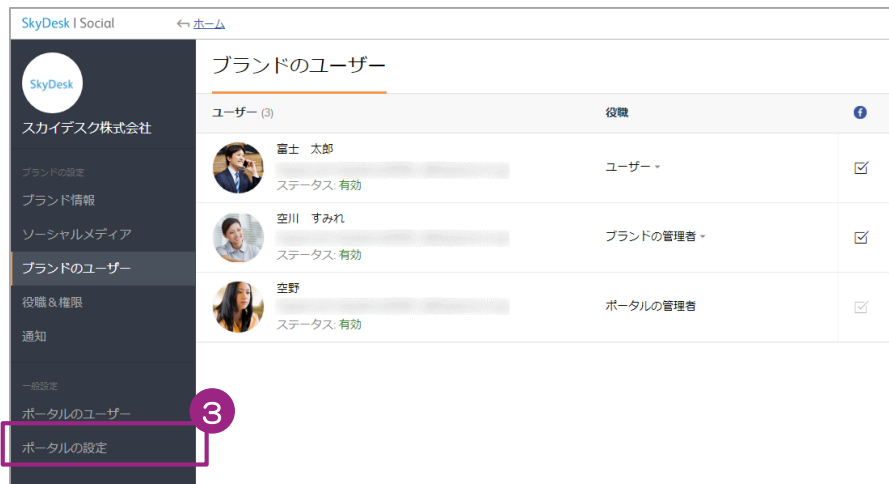 SkyDesk | Social ホーム
SkyDesk
スカイデスク株式会社
ブランドの設定
ブランド情報
ソーシャルメディア
ブランドのユーザー
役職&権限
通知
一般設定
ポータルのユーザー
ポータルの設定
3
ブランドのユーザー
ユーザー (3) 役職 f
富士 太郎
ステータス: 有効
ユーザー
空川 すみれ
ステータス: 有効
ブランドの管理者
空野
ステータス: 有効
ポータルの管理者